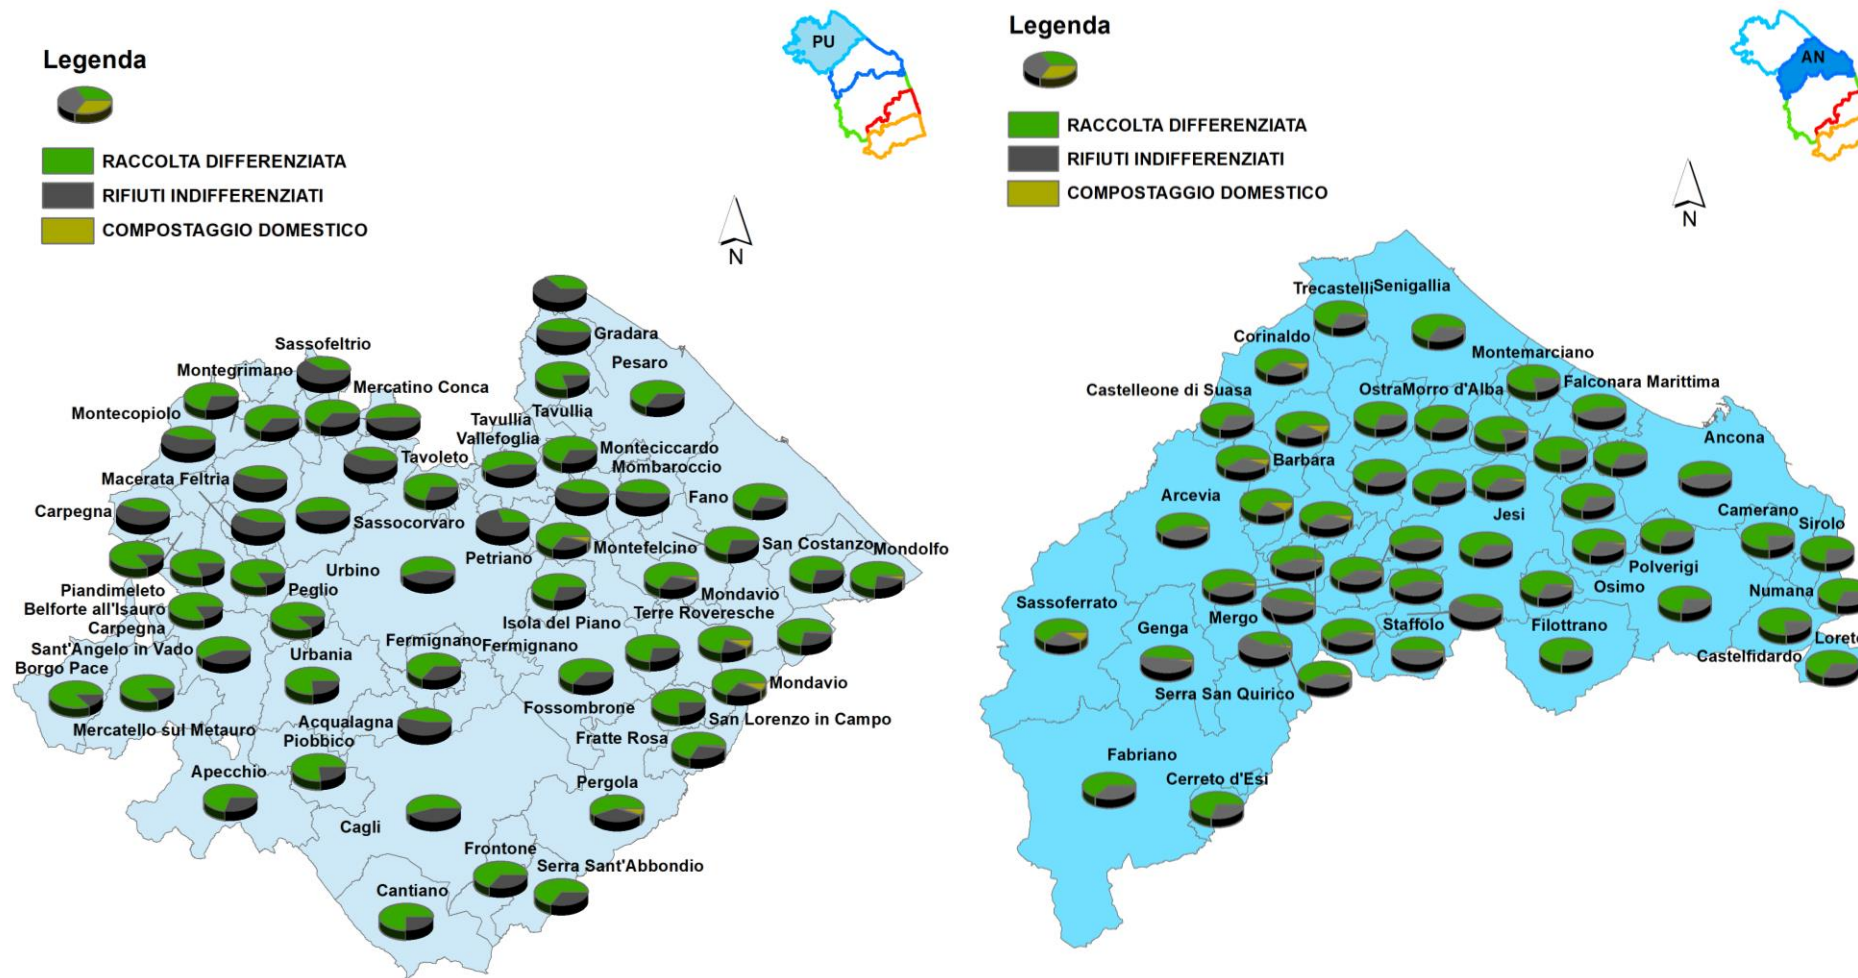 Legenda
RACCOLTA DIFFERENZIATA
RIFIUTI INDIFFERENZIATI
COMPOSTAGGIO DOMESTICO
PU
N
Gradara
Pesaro
Sassofeltrio
Montegrimano
Mercatino Conca
Montecopiolo
Tavullia
Tavullia
Vallefoglia
Monteciccardo
Mombaroccio
Tavoleto
Macerata Feltria
Fano
Carpegna
Sassocorvaro
Petriano
Montefelcino
San Costanzo
Mondolfo
Urbino
Piandimeleto
Peglio
Belforte all'Isauro
Carpegna
Mondavio
Terre Roveresche
Isola del Piano
Sant'Angelo in Vado
Fermignano
Fermignano
Borgo Pace
Urbania
Mondavio
Fossombrone
San Lorenzo in Campo
Mercatello sul Metauro
Acqualagna
Piobbico
Fratte Rosa
Apecchio
Pergola
Cagli
Frontone
Serra Sant'Abbondio
Cantiano
Legenda
RACCOLTA DIFFERENZIATA
RIFIUTI INDIFFERENZIATI
COMPOSTAGGIO DOMESTICO
AN
N
Trecastelli
Senigallia
Corinaldo
Montemarciano
Castelleone di Suasa
Ostra
Morro d'Alba
Falconara Marittima
Ancona
Barbara
Arcevia
Jesi
Camerano
Sirolo
Polverigi
Osimo
Numana
Sassoferrato
Mergo
Genga
Staffolo
Filottrano
Loreto
Castelfidardo
Serra San Quirico
Fabriano
Cerreto d'Esi